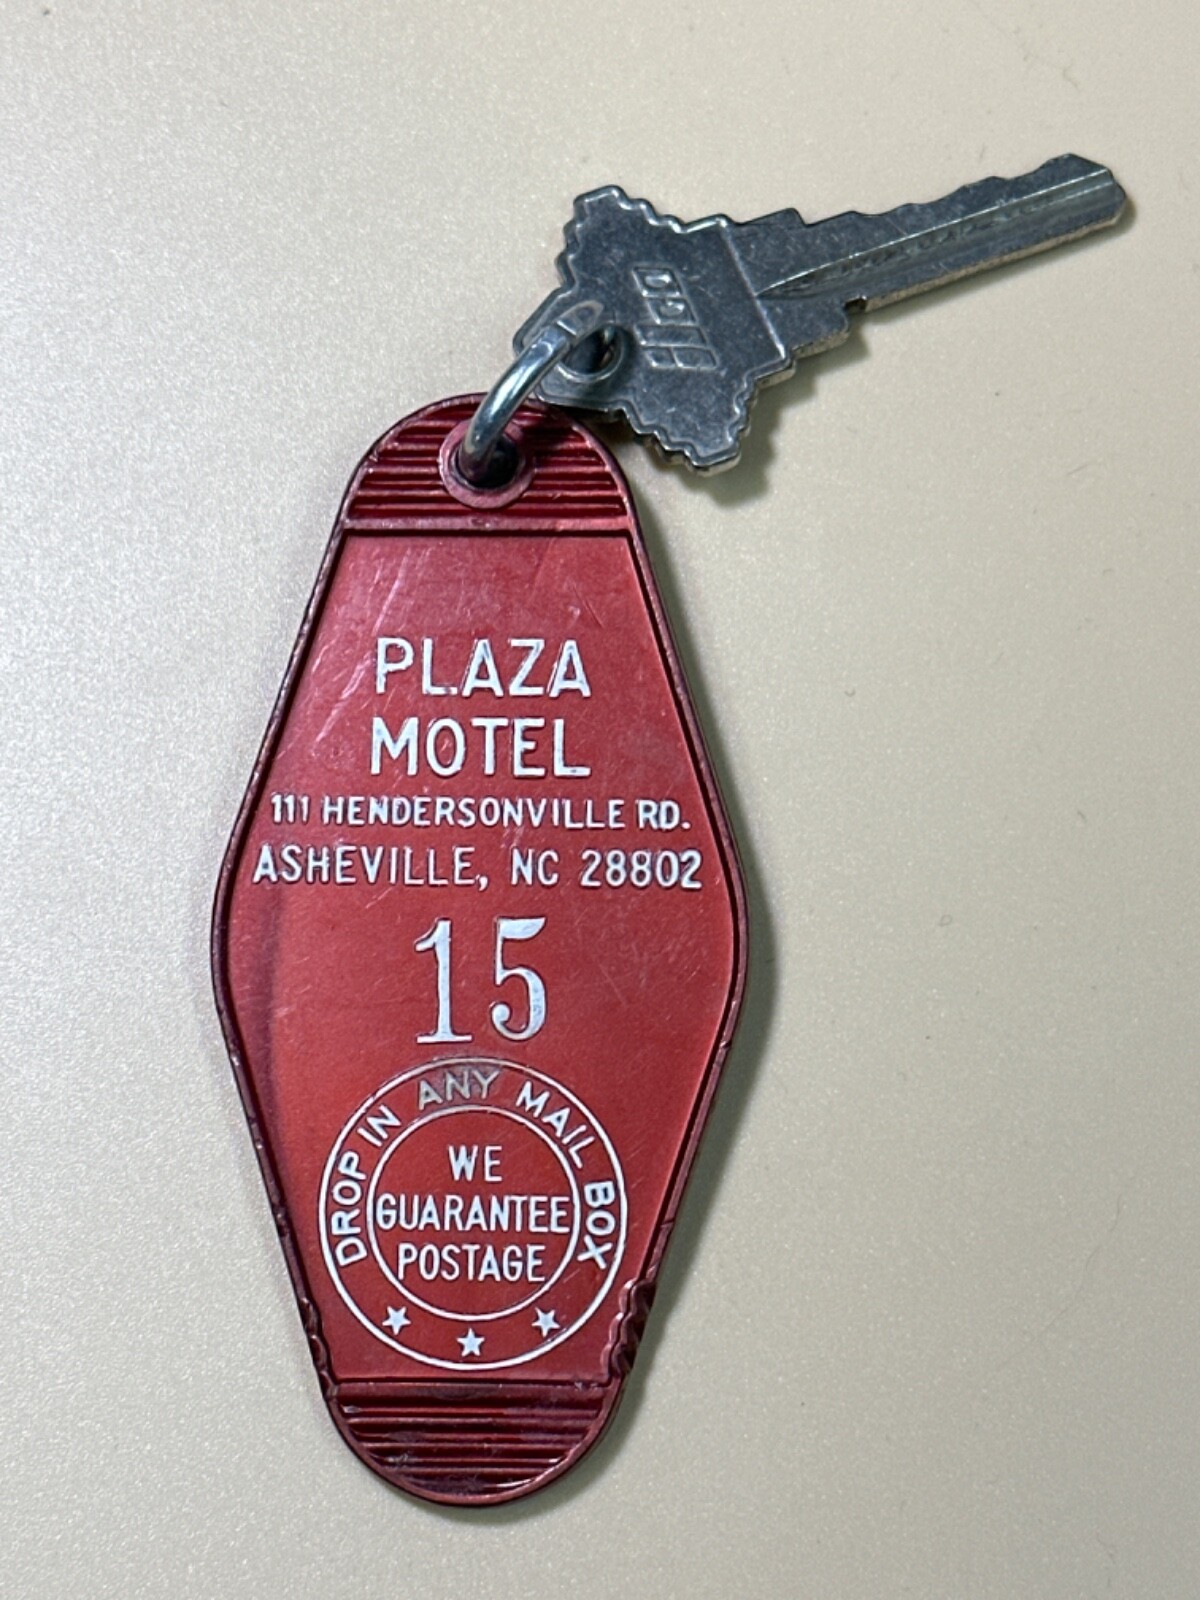 PLAZA
MOTEL
111 HENDERSONVILLE RD.
ASHEVILLE, NC 28802
15
DROP IN ANY MAIL BOX
WE
GUARANTEE
POSTAGE